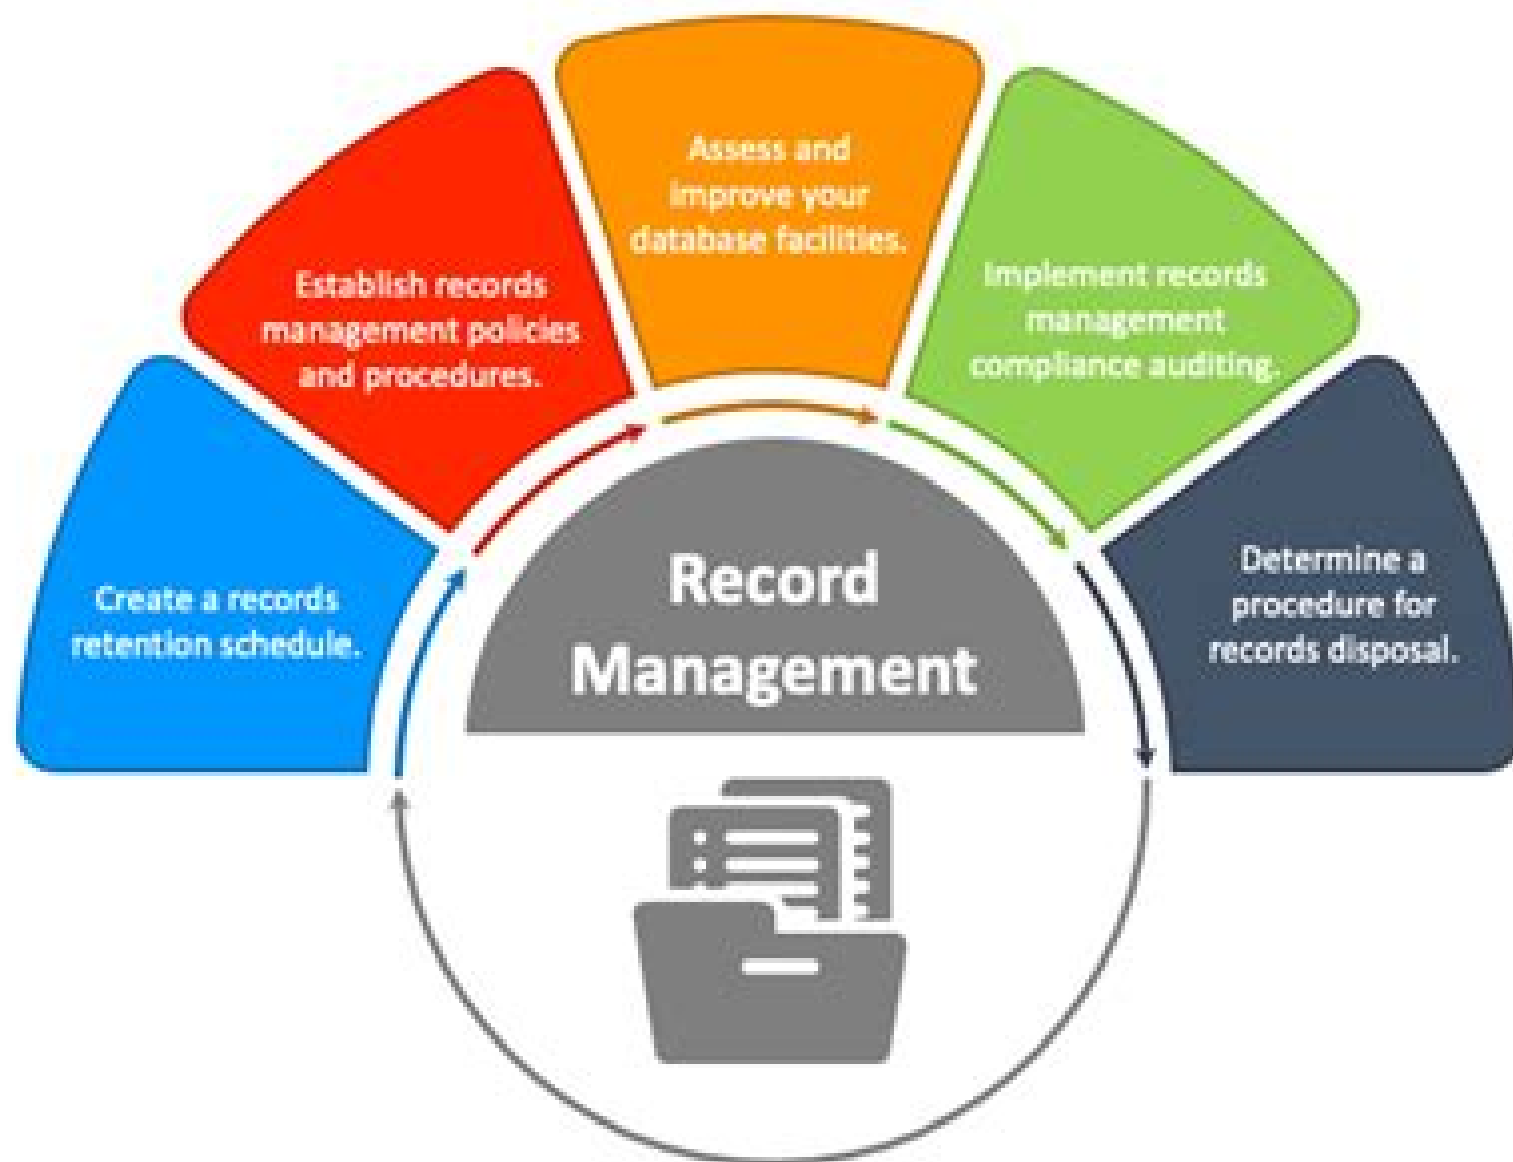 Create a records
retention schedule.
Establish records
management policies
and procedures.
Assess and
improve your
database facilities.
Implement records
management
compliance auditing.
Determine a
procedure for
records disposal.
Record
Management